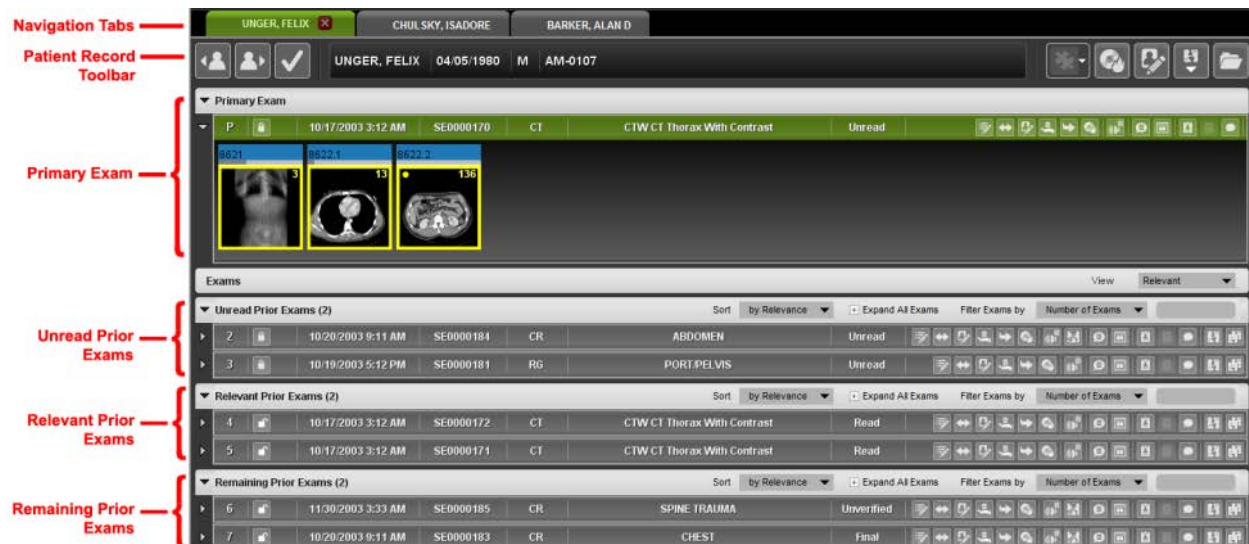 Navigation Tabs
UNGER, FELIX
CHULSKY, ISADORE
BARKER, ALAN D
Patient Record
Toolbar
UNGER, FELIX 04/05/1980 M AM-0107
Primary Exam
Primary Exam
P 10/17/2003 3:12 AM SE0000170 CT CTW CT Thorax With Contrast Unread
8621 8622.1 8622.2
3 13 136
Exams View Relevant
Unread Prior
Exams
Unread Prior Exams (2) Sort by Relevance Expand All Exams Filter Exams by Number of Exams
2 10/20/2003 9:11 AM SE0000184 CR ABDOMEN Unread
3 10/19/2003 5:12 PM SE0000181 RG PORT/PELVIS Unread
Relevant Prior
Exams
Relevant Prior Exams (2) Sort by Relevance Expand All Exams Filter Exams by Number of Exams
4 10/17/2003 3:12 AM SE0000172 CT CTW CT Thorax With Contrast Read
5 10/17/2003 3:12 AM SE0000171 CT CTW CT Thorax With Contrast Read
Remaining Prior
Exams
Remaining Prior Exams (2) Sort by Relevance Expand All Exams Filter Exams by Number of Exams
6 11/30/2003 3:33 AM SE0000185 CR SPINE TRAUMA Unverified
7 10/20/2003 9:11 AM SE0000183 CR CHEST Final